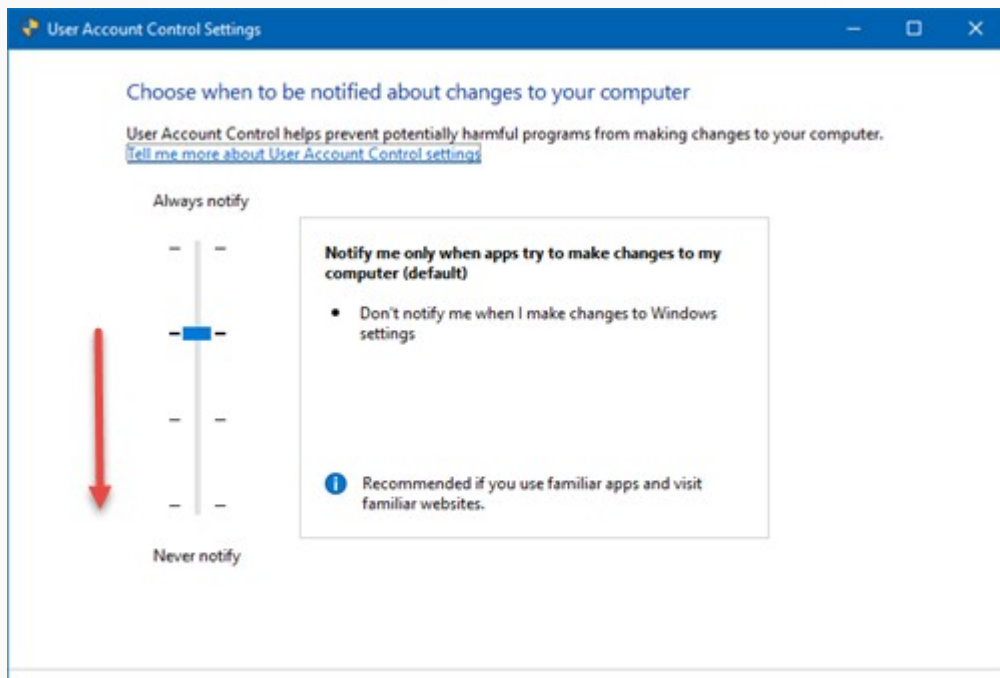 User Account Control Settings
Choose when to be notified about changes to your computer
User Account Control helps prevent potentially harmful programs from making changes to your computer.
Tell me more about User Account Control settings
Always notify
Notify me only when apps try to make changes to my
computer (default)
• Don't notify me when I make changes to Windows
settings
Recommended if you use familiar apps and visit
familiar websites.
Never notify